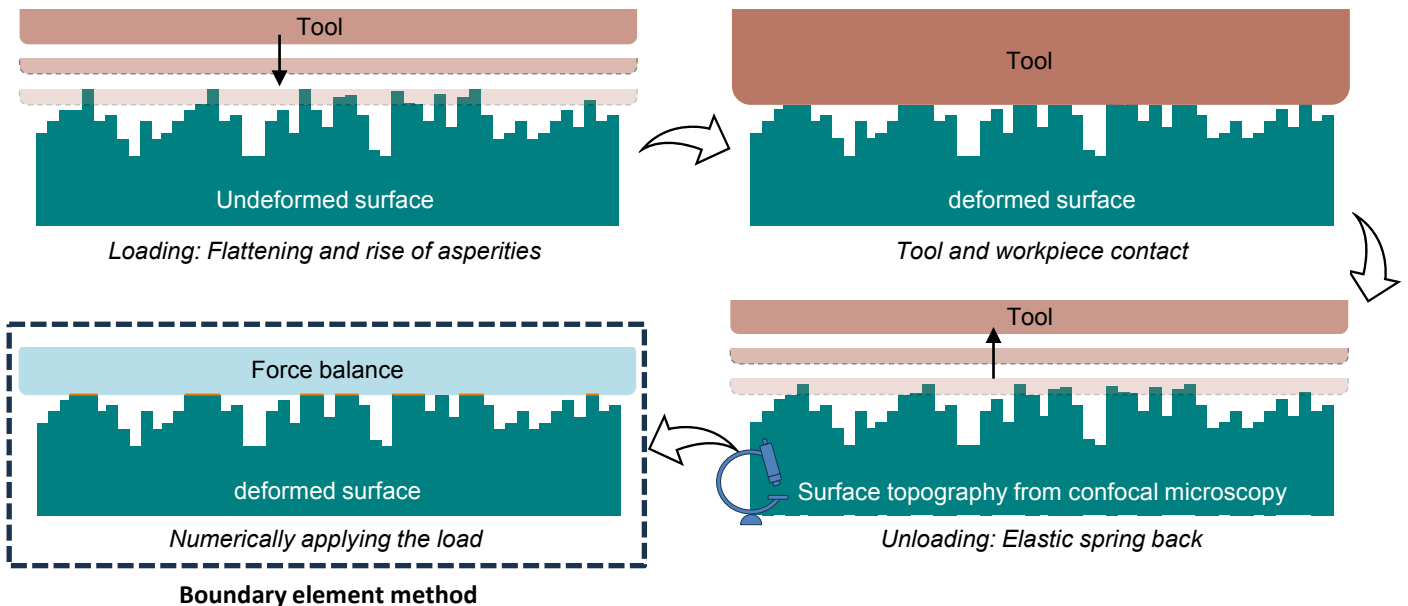 Tool
Undeformed surface
Loading: Flattening and rise of asperities
Tool
deformed surface
Tool and workpiece contact
Tool
Surface topography from confocal microscopy
Unloading: Elastic spring back
Force balance
deformed surface
Numerically applying the load
Boundary element method